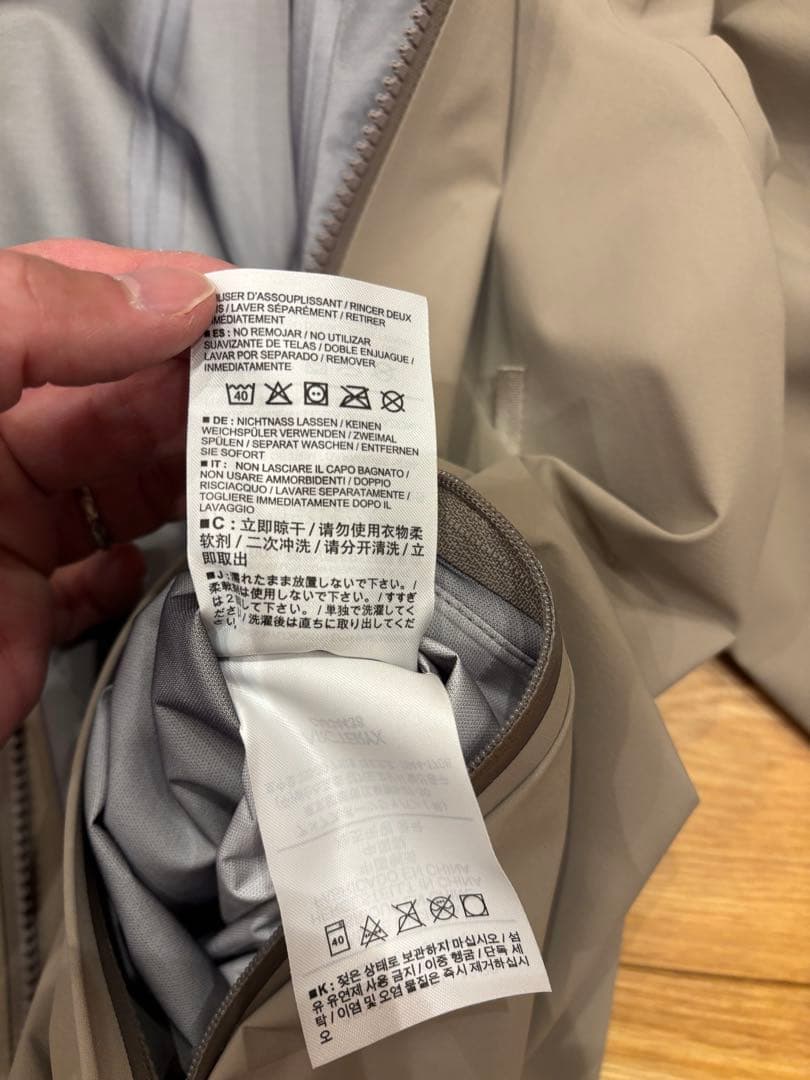 USER D'ASSOUPLISSANT / RINCER DEUX
/ LAVER SÉPARÉMENT / RETIRER
IMMÉDIATEMENT
■ ES : NO REMOJAR / NO UTILIZAR
SUAVIZANTE DE TELAS / DOBLE ENJUAGUE /
LAVAR POR SEPARADO / REMOVER
INMEDIATAMENTE
40
■ DE : NICHTNASS LASSEN / KEINEN
WEICHSPÜLER VERWENDEN / ZWEIMAL
SPÜLEN / SEPARAT WASCHEN / ENTFERNEN
SIE SOFORT
■ IT : NON LASCIARE IL CAPO BAGNATO /
NON USARE AMMORBIDENTI / DOPPIO
RISCIACQUO / LAVARE SEPARATAMENTE /
TOGLIERE IMMEDIATAMENTE DOPO IL
LAVAGGIO
■C : 立即晾干 / 请勿使用衣物柔
软剂 / 二次冲洗 / 请分开清洗 / 立
即取出
■J : 濡れたまま放置しないで下さい。/
柔軟剤は使用しないで下さい。/ すすぎ
は2回して下さい。/ 単独で洗濯してく
ださい。/ 洗濯後は直ちに取り出してくだ
さい。
40
■K : 젖은 상태로 보관하지 마십시오 / 섬
유 유연제 사용 금지 / 이중 헹굼 / 단독 세
탁 / 이염 및 오염 물질은 즉시 제거하십시
오